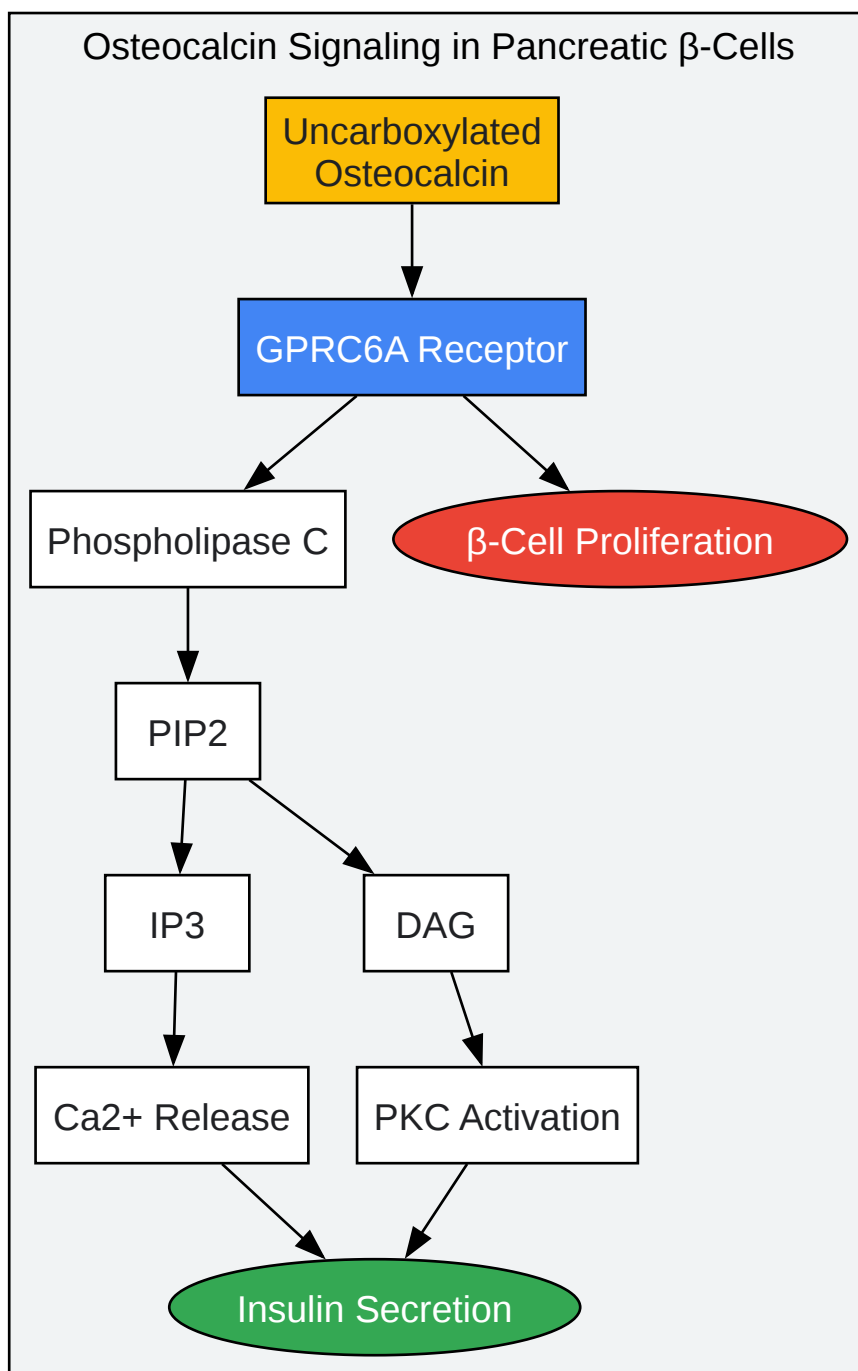 Osteocalcin Signaling in Pancreatic β-Cells
Uncarboxylated
Osteocalcin
GPRC6A Receptor
Phospholipase C
β-Cell Proliferation
PIP2
IP3
DAG
Ca2+ Release
PKC Activation
Insulin Secretion